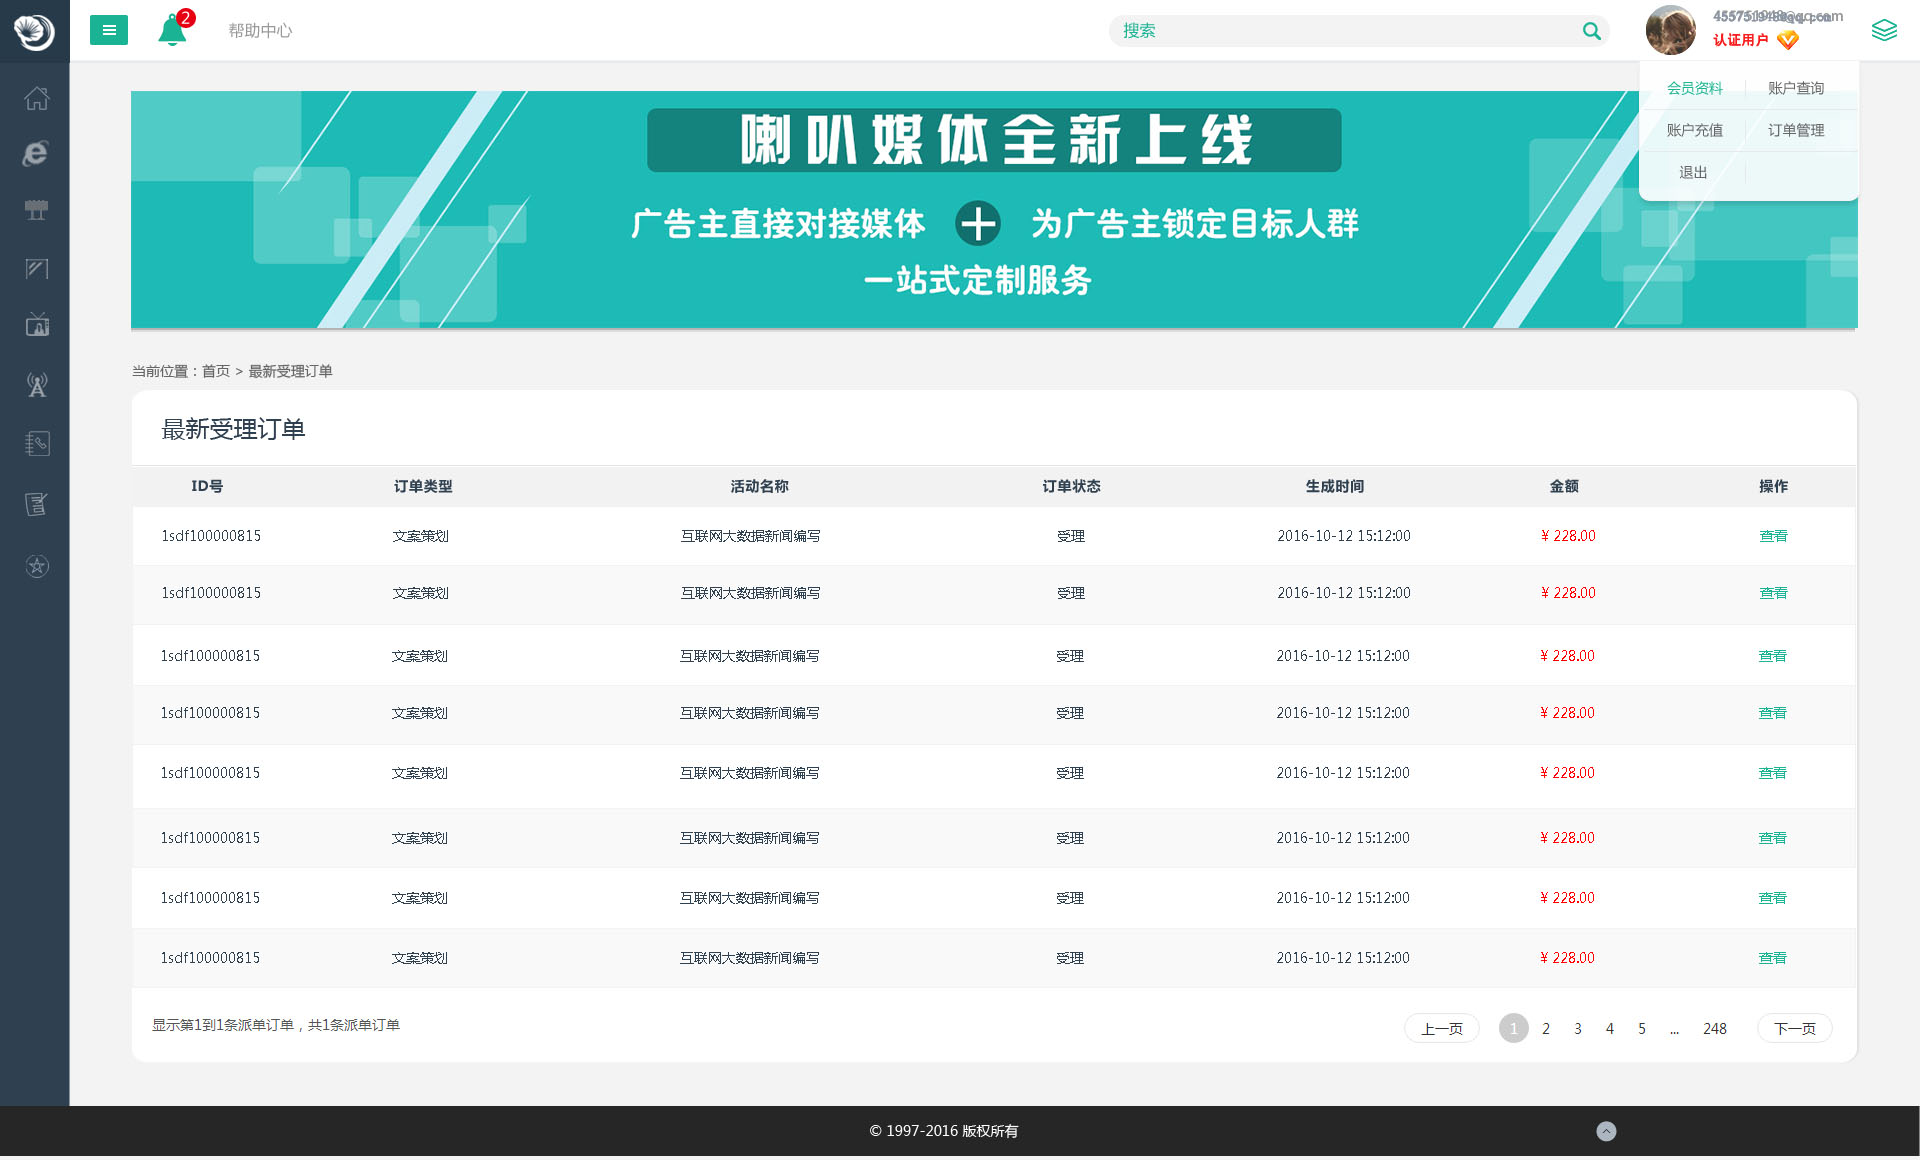 2
帮助中心
搜索
认证用户
会员资料 账户查询
账户充值 订单管理
退出
喇叭媒体全新上线
广告主直接对接媒体 + 为广告主锁定目标人群
一站式定制服务
当前位置：首页 > 最新受理订单
最新受理订单
ID号 订单类型 活动名称 订单状态 生成时间 金额 操作
1sdf100000815 文案策划 互联网大数据新闻编写 受理 2016-10-12 15:12:00 ¥ 228.00 查看
1sdf100000815 文案策划 互联网大数据新闻编写 受理 2016-10-12 15:12:00 ¥ 228.00 查看
1sdf100000815 文案策划 互联网大数据新闻编写 受理 2016-10-12 15:12:00 ¥ 228.00 查看
1sdf100000815 文案策划 互联网大数据新闻编写 受理 2016-10-12 15:12:00 ¥ 228.00 查看
1sdf100000815 文案策划 互联网大数据新闻编写 受理 2016-10-12 15:12:00 ¥ 228.00 查看
1sdf100000815 文案策划 互联网大数据新闻编写 受理 2016-10-12 15:12:00 ¥ 228.00 查看
1sdf100000815 文案策划 互联网大数据新闻编写 受理 2016-10-12 15:12:00 ¥ 228.00 查看
1sdf100000815 文案策划 互联网大数据新闻编写 受理 2016-10-12 15:12:00 ¥ 228.00 查看
显示第1到1条派单订单，共1条派单订单
上一页 1 2 3 4 5 ... 248 下一页
© 1997-2016 版权所有